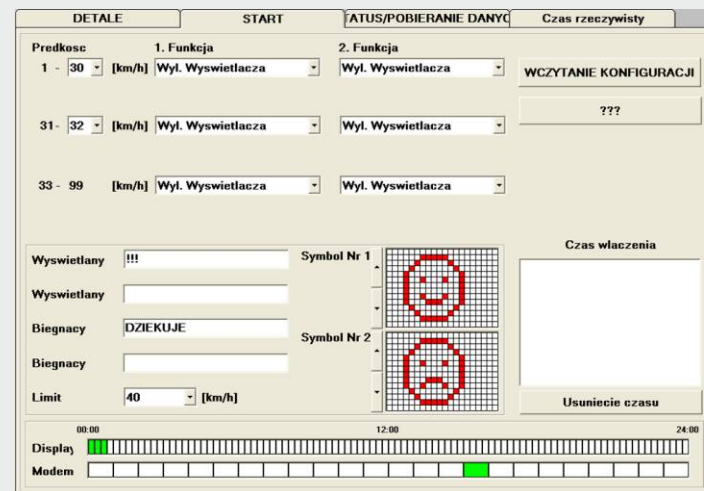 DETALE START TATUS/POBIERANIE DANYC Czas rzeczywisty
Predkosc 1. Funkcja 2. Funkcja
1 - 30 [km/h] Wyl. Wyswietlacza Wyl. Wyswietlacza WCZYTANIE KONFIGURACJI
???
31 - 32 [km/h] Wyl. Wyswietlacza Wyl. Wyswietlacza
33 - 99 [km/h] Wyl. Wyswietlacza Wyl. Wyswietlacza
Czas wlaczenia
Wyswietlany !!! Symbol Nr 1
Wyswietlany
Biegnacy DZIEKUJE
Symbol Nr 2
Biegnacy
Limit 40 [km/h]
Usuniecie czasu
00:00 12:00 24:00
Display
Modem